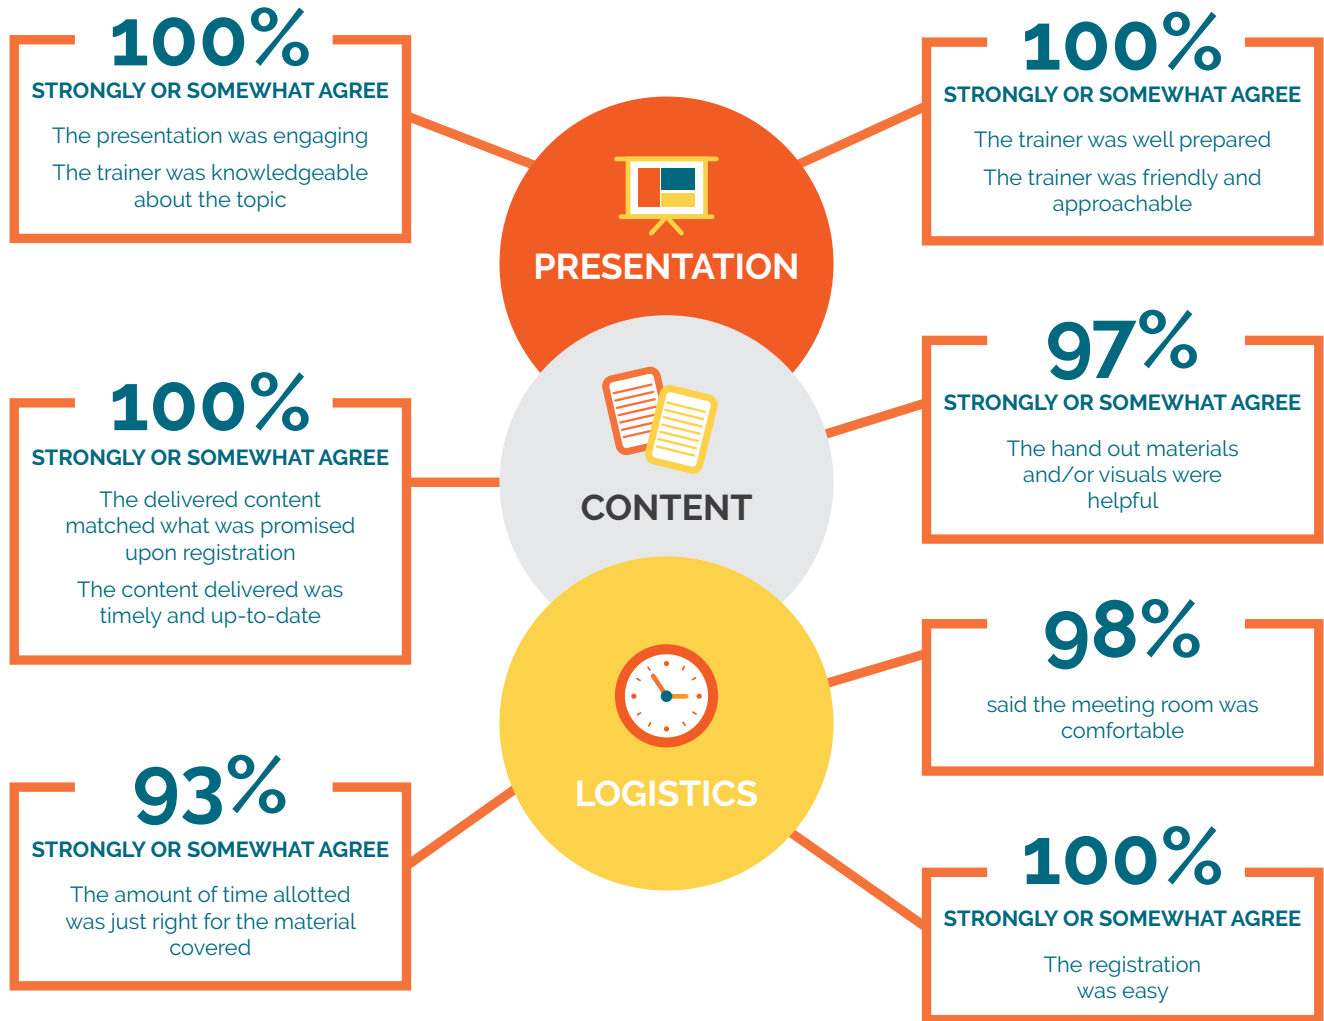 100%
STRONGLY OR SOMEWHAT AGREE
The presentation was engaging
The trainer was knowledgeable
about the topic
100%
STRONGLY OR SOMEWHAT AGREE
The trainer was well prepared
The trainer was friendly and
approachable
PRESENTATION
100%
STRONGLY OR SOMEWHAT AGREE
The delivered content
matched what was promised
upon registration
The content delivered was
timely and up-to-date
CONTENT
97%
STRONGLY OR SOMEWHAT AGREE
The hand out materials
and/or visuals were
helpful
98%
said the meeting room was
comfortable
LOGISTICS
93%
STRONGLY OR SOMEWHAT AGREE
The amount of time allotted
was just right for the material
covered
100%
STRONGLY OR SOMEWHAT AGREE
The registration
was easy